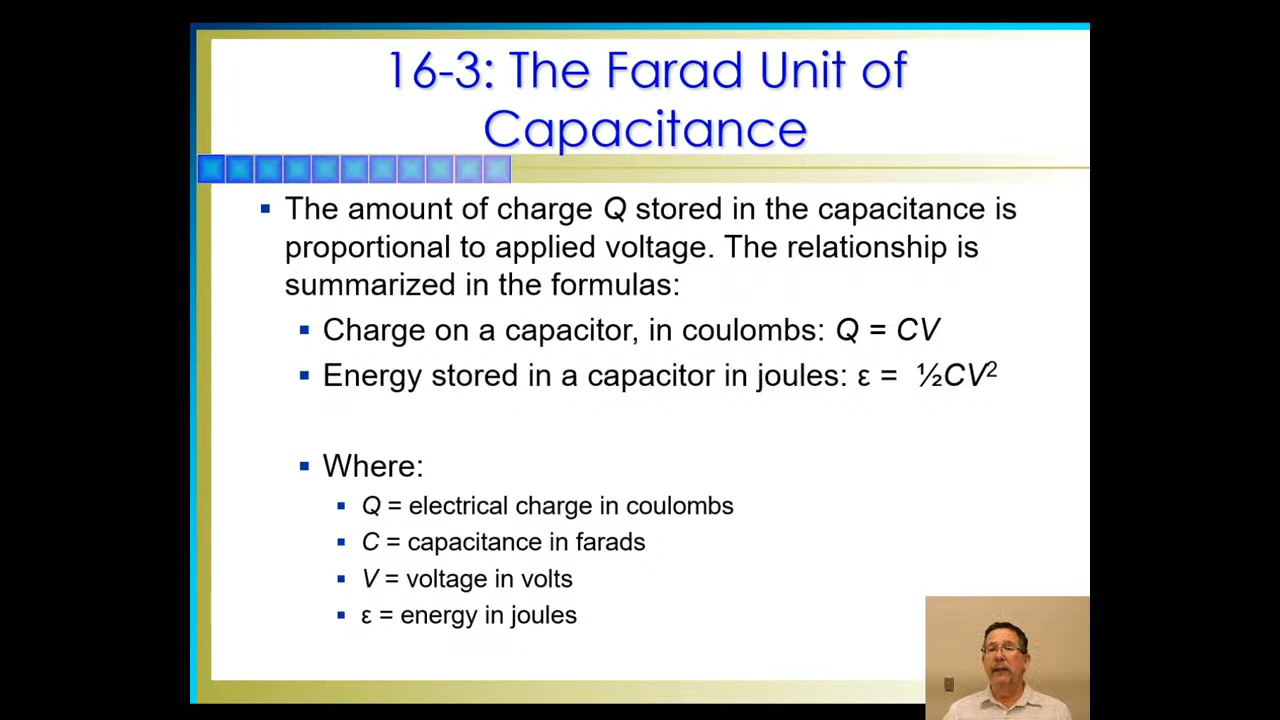 16-3: The Farad Unit of
Capacitance
▪ The amount of charge Q stored in the capacitance is
proportional to applied voltage. The relationship is
summarized in the formulas:
▪ Charge on a capacitor, in coulombs: Q = CV
▪ Energy stored in a capacitor in joules: ε = ½CV²
▪ Where:
▪ Q = electrical charge in coulombs
▪ C = capacitance in farads
▪ V = voltage in volts
▪ ε = energy in joules